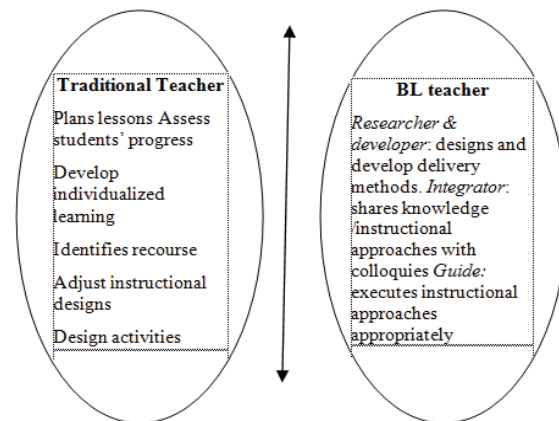 Traditional Teacher
Plans lessons Assess
students’ progress
Develop
individualized
learning
Identifies recourse
Adjust instructional
designs
Design activities
BL teacher
Researcher &
developer: designs and
develop delivery
methods. Integrator:
shares knowledge
/instructional
approaches with
colloquies Guide:
executes instructional
approaches
appropriately